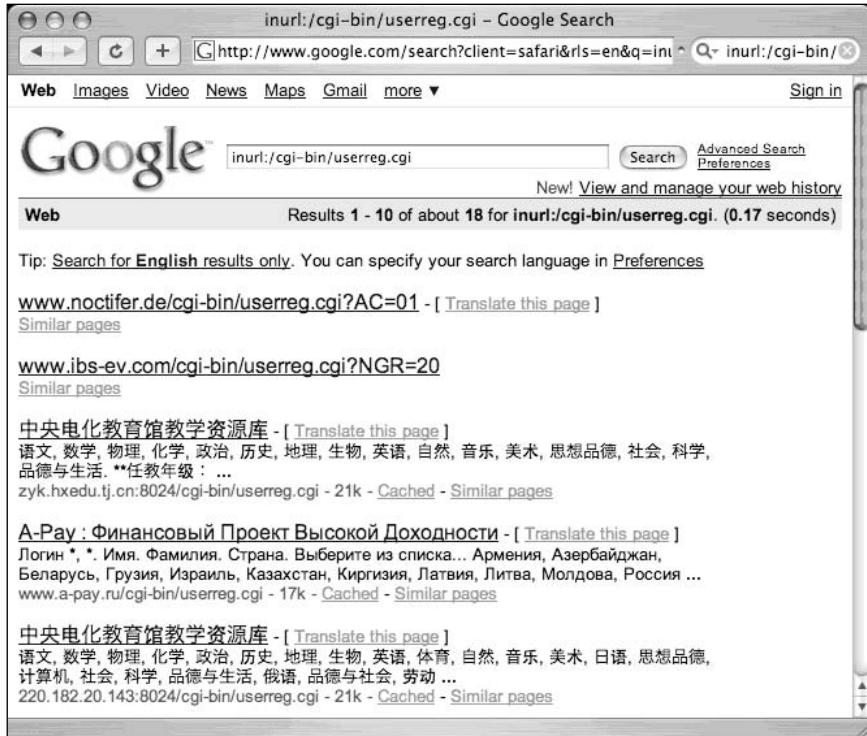 inurl:/cgi-bin/userreg.cgi – Google Search
http://www.google.com/search?client=safari&rls=en&q=inu
inurl:/cgi-bin/
Web Images Video News Maps Gmail more ▼ Sign in
Google™ inurl:/cgi-bin/userreg.cgi Search Advanced Search
Preferences
New! View and manage your web history
Web Results 1 - 10 of about 18 for inurl:/cgi-bin/userreg.cgi. (0.17 seconds)
Tip: Search for English results only. You can specify your search language in Preferences
www.noctifer.de/cgi-bin/userreg.cgi?AC=01 - [ Translate this page ]
Similar pages
www.ibs-ev.com/cgi-bin/userreg.cgi?NGR=20
Similar pages
中央电化教育馆教学资源库 - [ Translate this page ]
语文, 数学, 物理, 化学, 政治, 历史, 地理, 生物, 英语, 自然, 音乐, 美术, 思想品德, 社会, 科学,
品德与生活. **任教年级： ...
zyk.hxedu.tj.cn:8024/cgi-bin/userreg.cgi - 21k - Cached - Similar pages
A-Pay : Финансовый Проект Высокой Доходности - [ Translate this page ]
Логин *, *. Имя. Фамилия. Страна. Выберите из списка... Армения, Азербайджан,
Беларусь, Грузия, Израиль, Казахстан, Киргизия, Латвия, Литва, Молдова, Россия ...
www.a-pay.ru/cgi-bin/userreg.cgi - 17k - Cached - Similar pages
中央电化教育馆教学资源库 - [ Translate this page ]
语文, 数学, 物理, 化学, 政治, 历史, 地理, 生物, 英语, 体育, 自然, 音乐, 美术, 日语, 思想品德,
计算机, 社会, 科学, 品德与生活, 俄语, 品德与社会, 劳动 ...
220.182.20.143:8024/cgi-bin/userreg.cgi - 21k - Cached - Similar pages